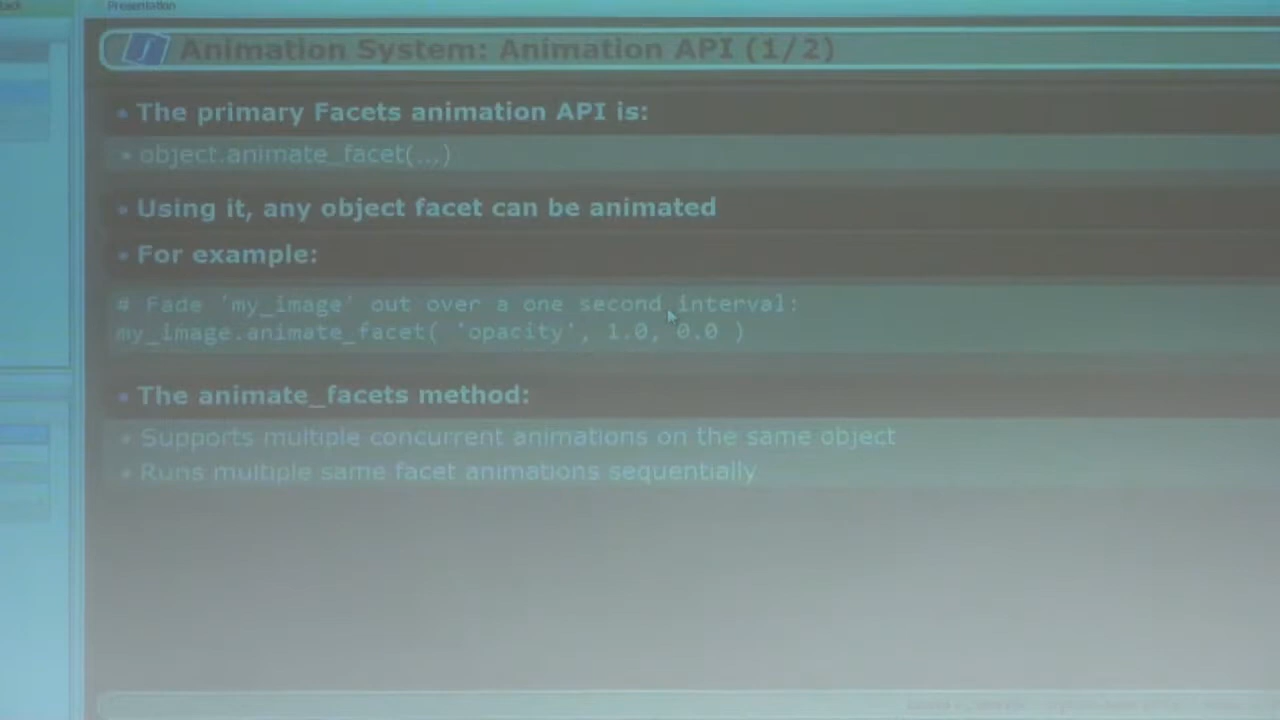 Presentation
Animation System: Animation API (1/2)
• The primary Facets animation API is:
• object.animate_facet(...)
• Using it, any object facet can be animated
• For example:
# Fade 'my_image' out over a one second interval:
my_image.animate_facet( 'opacity', 1.0, 0.0 )
• The animate_facets method:
• Supports multiple concurrent animations on the same object
• Runs multiple same facet animations sequentially